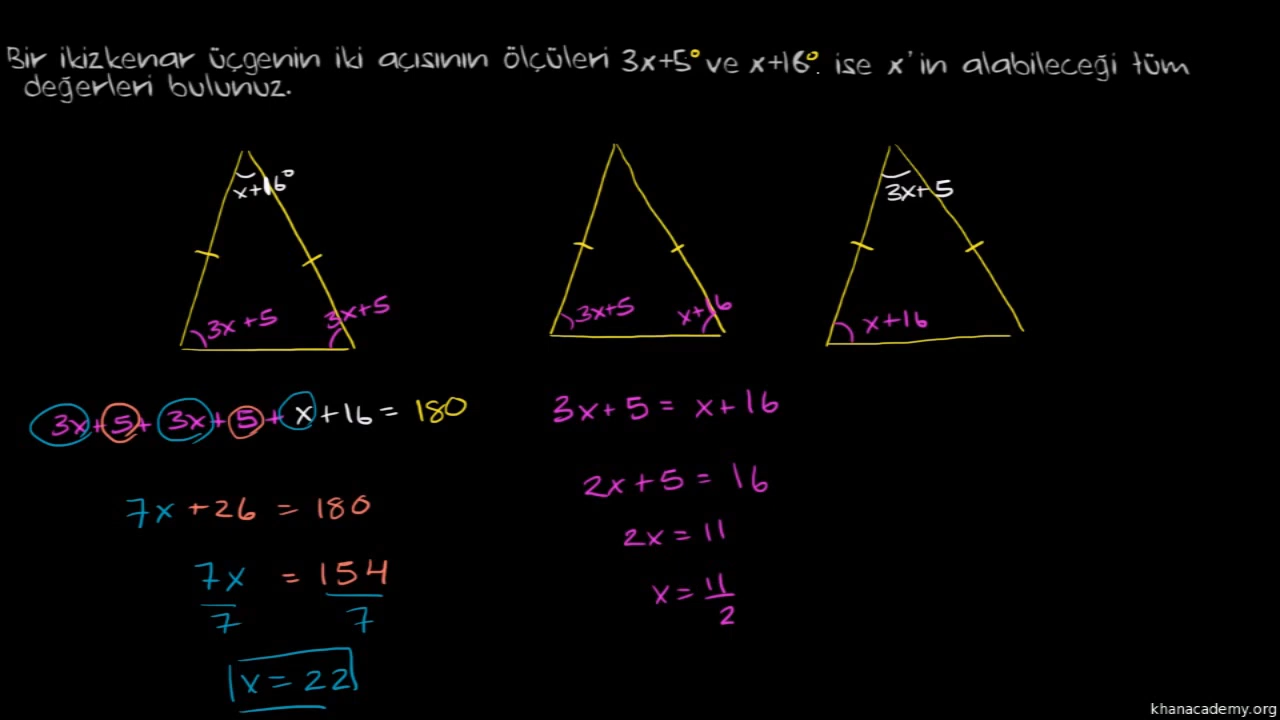 Bir ikizkenar üçgenin iki açısının ölçüleri 3x+5° ve x+16°. ise x'in alabileceği tüm
değerleri bulunuz.
x+16°
3x+5
3x+5
3x+5
x+16
3x+5
x+16
3x+5+3x+5+x+16=180
7x+26=180
7x/7=154/7
x=22
3x+5=x+16
2x+5=16
2x=11
x=11/2
khanacademy.org